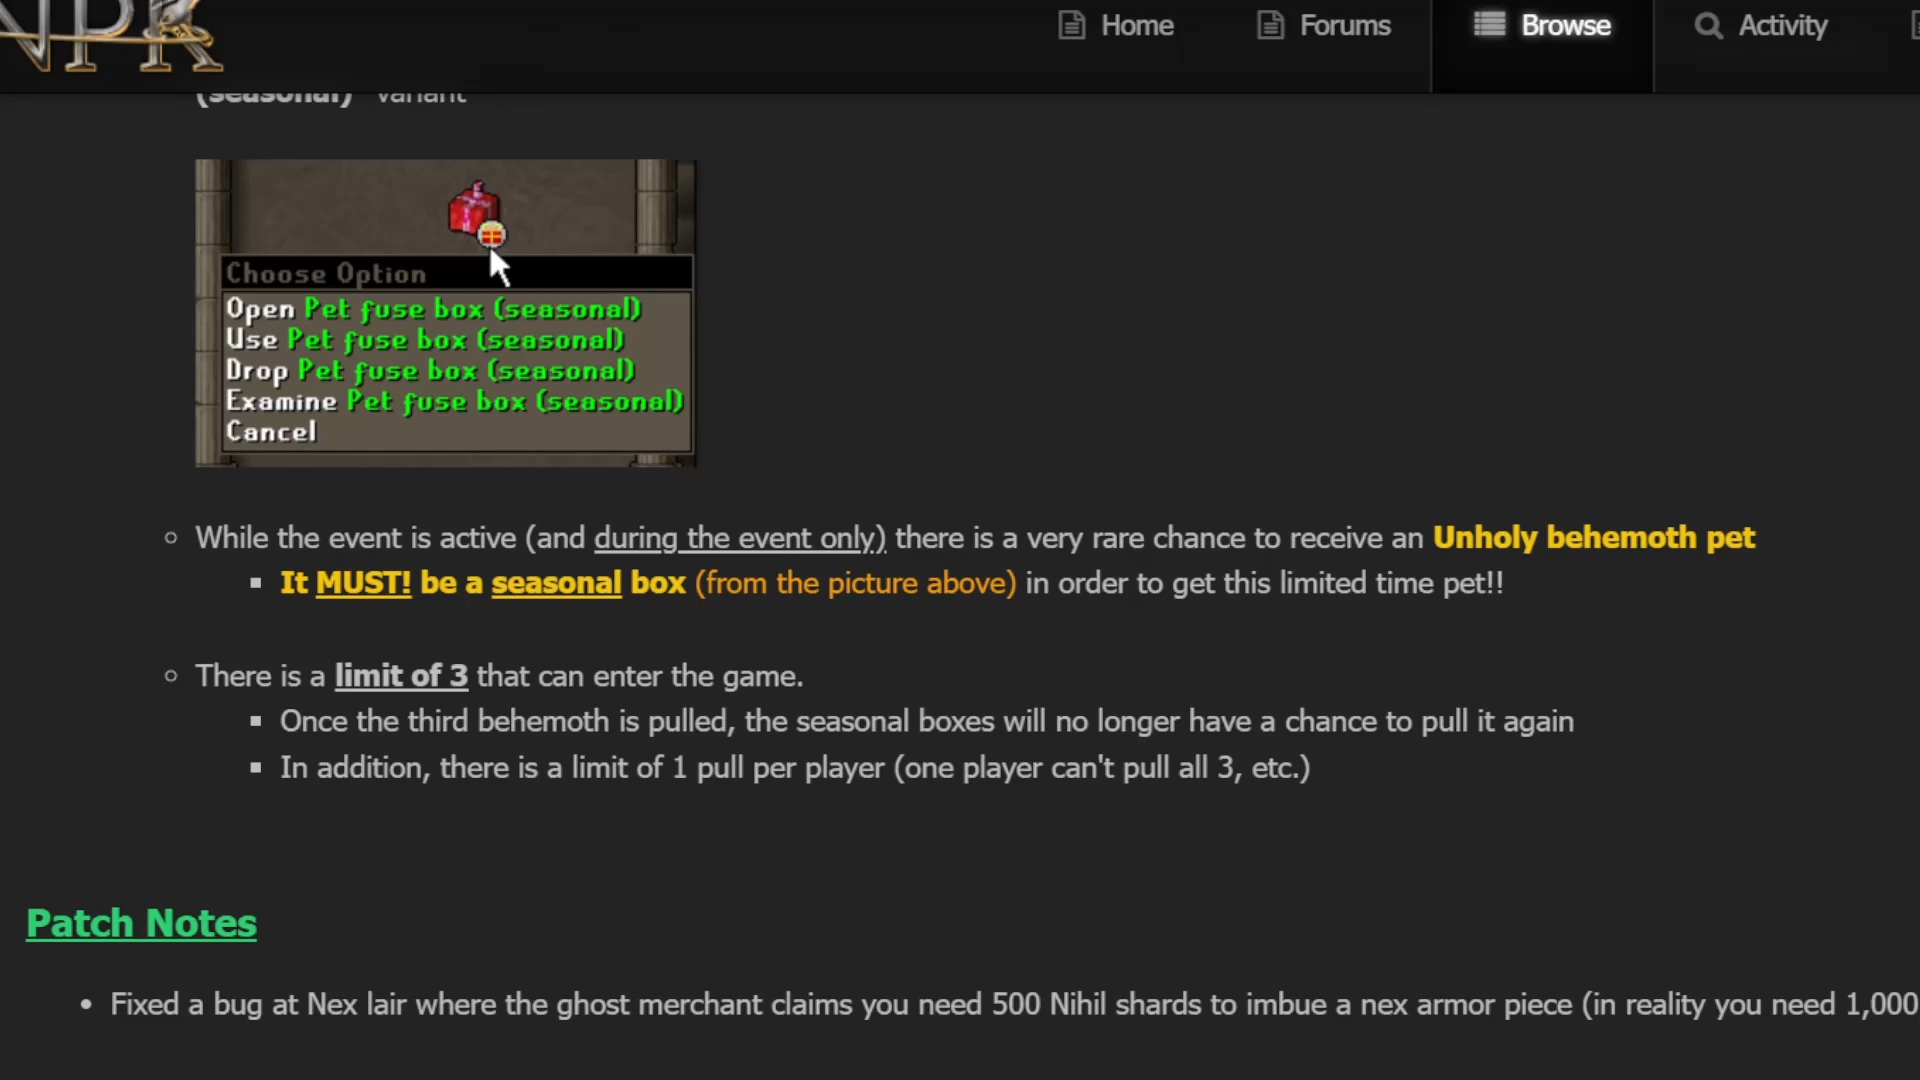 NPK
Home
Forums
Browse
Activity
(seasonal) variant
Choose Option
Open Pet fuse box (seasonal)
Use Pet fuse box (seasonal)
Drop Pet fuse box (seasonal)
Examine Pet fuse box (seasonal)
Cancel
While the event is active (and during the event only) there is a very rare chance to receive an Unholy behemoth pet
It MUST! be a seasonal box (from the picture above) in order to get this limited time pet!!
There is a limit of 3 that can enter the game.
Once the third behemoth is pulled, the seasonal boxes will no longer have a chance to pull it again
In addition, there is a limit of 1 pull per player (one player can't pull all 3, etc.)
Patch Notes
Fixed a bug at Nex lair where the ghost merchant claims you need 500 Nihil shards to imbue a nex armor piece (in reality you need 1,000